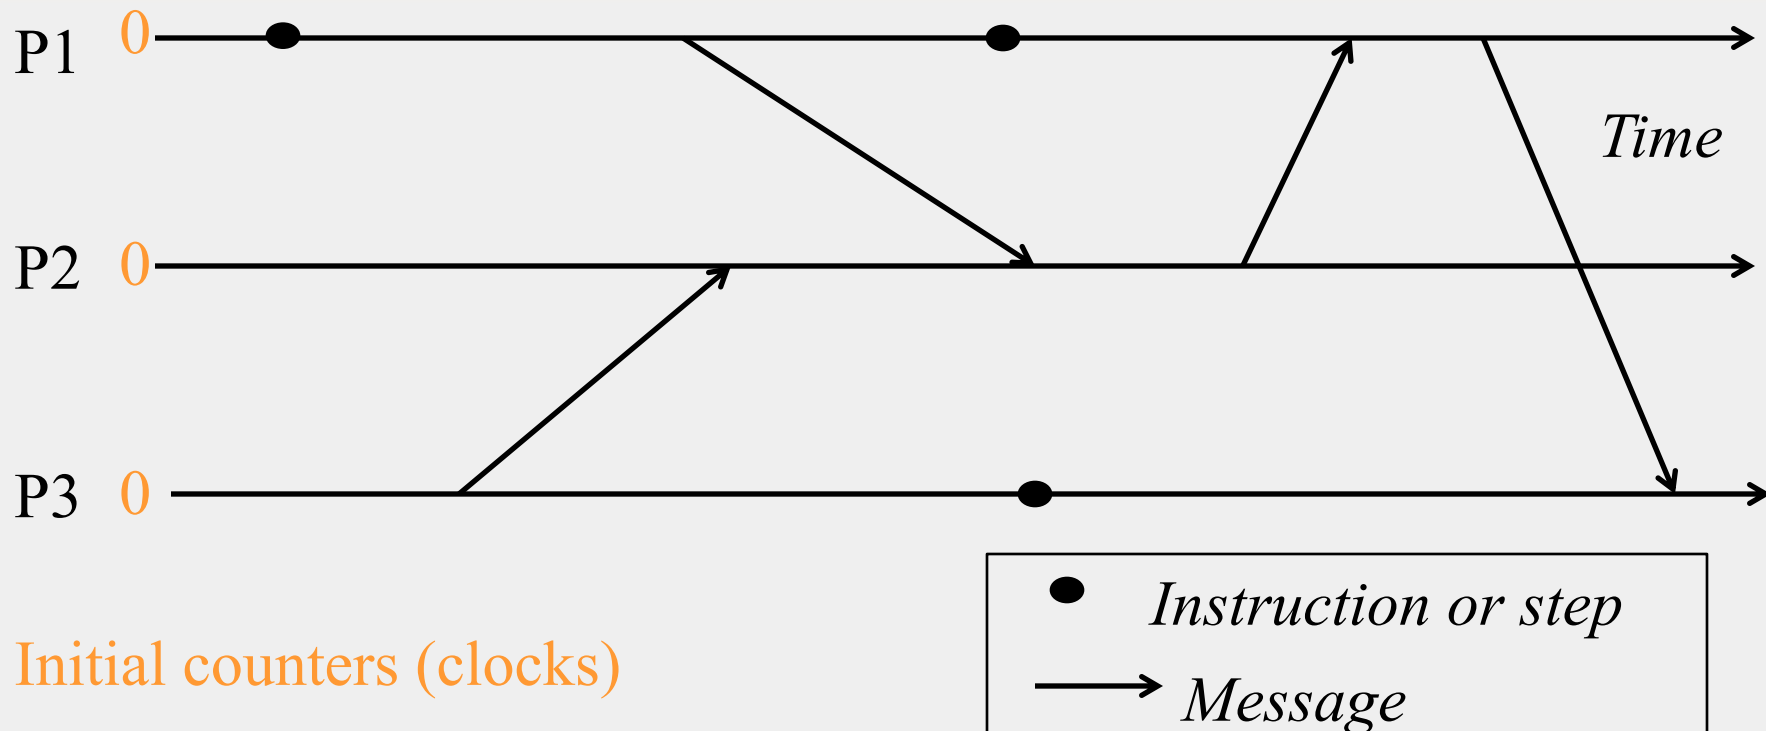 P1 0
Time
P2 0
P3 0
Instruction or step
Initial counters (clocks)
Message